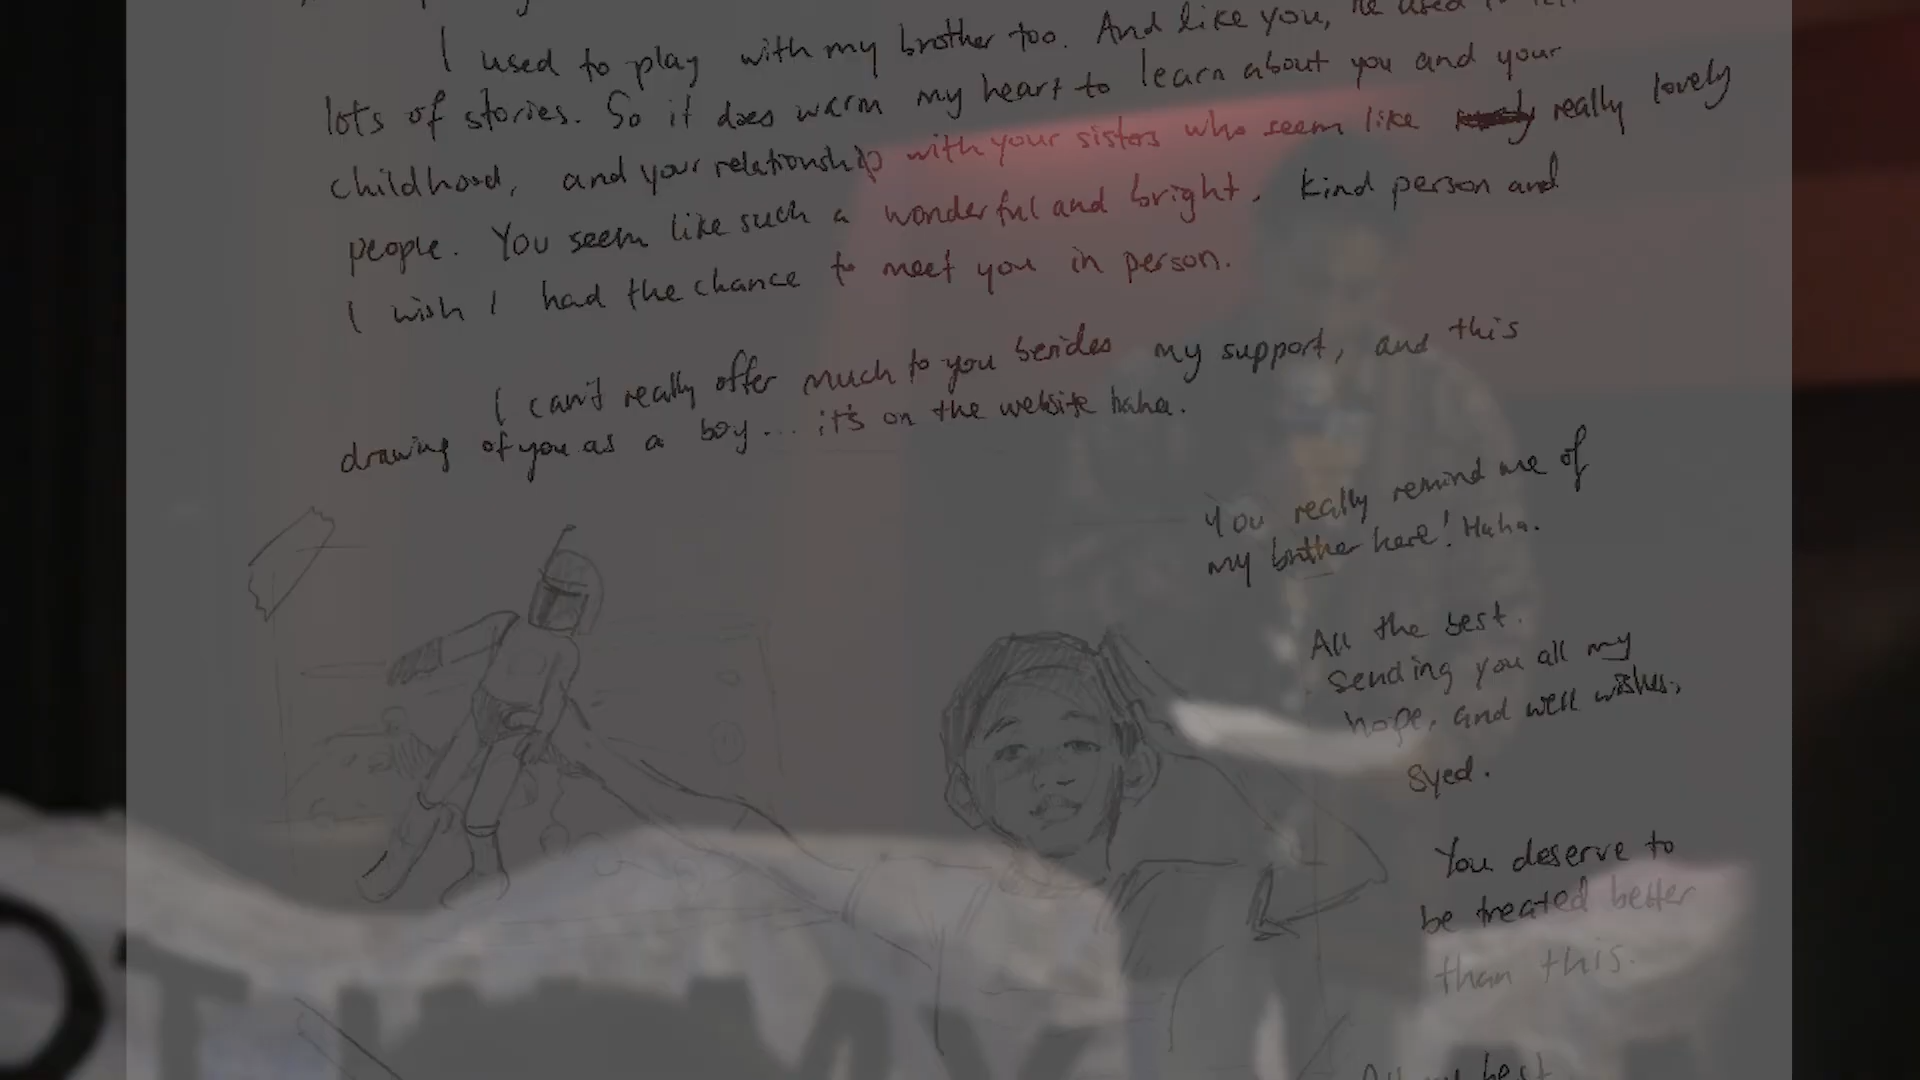 I used to play with my brother too. And like you, he used to tell
lots of stories. So it does warm my heart to learn about you and your
childhood, and your relationship with your sisters who seem like really lovely
people. You seem like such a wonderful and bright, kind person and
I wish I had the chance to meet you in person.
I can't really offer much to you besides my support, and this
drawing of you as a boy... it's on the website haha.
You really remind me of
my brother here! Haha.
All the best.
Sending you all my
hope, and well wishes,
Syed.
You deserve to
be treated better
than this.
best